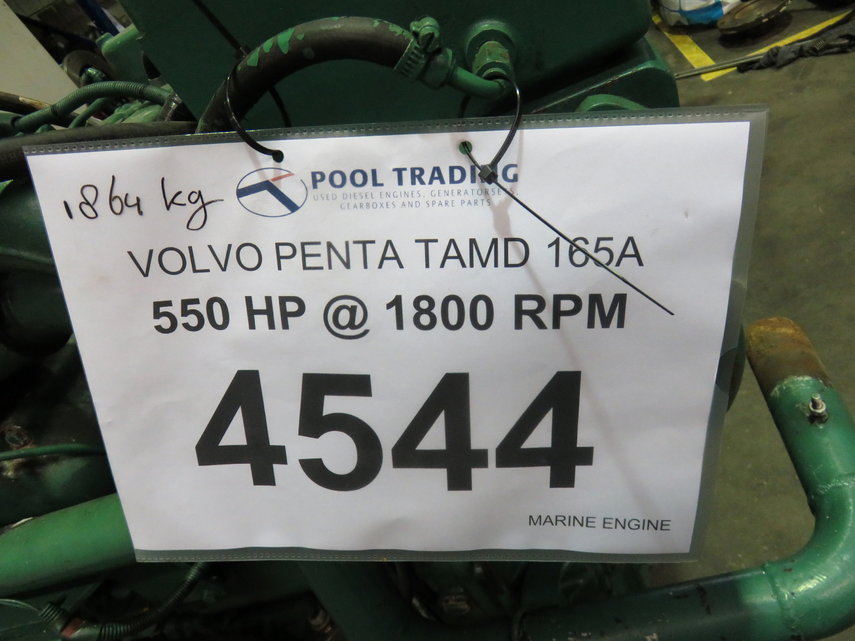 1864 kg
POOL TRADING
USED DIESEL ENGINES, GENERATORSETS
GEARBOXES AND SPARE PARTS
VOLVO PENTA TAMD 165A
550 HP @ 1800 RPM
4544
MARINE ENGINE